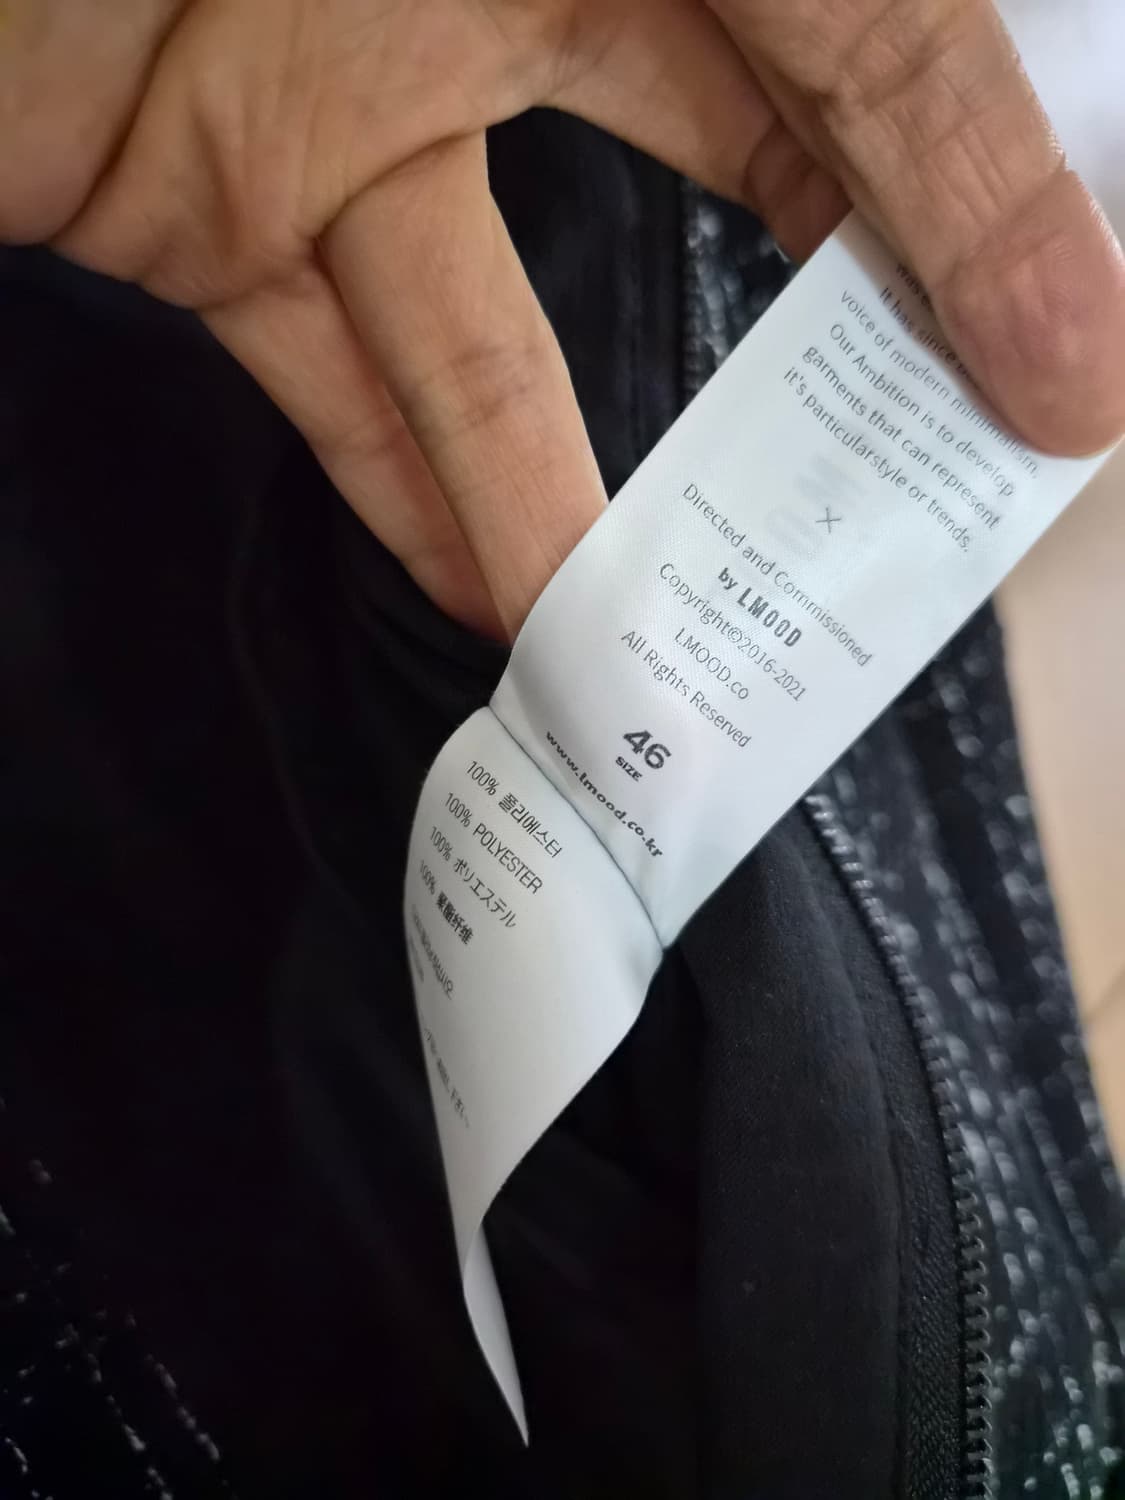 It has since
voice of modern minimalism.
Our Ambition is to develop
garments that can represent
it's particularstyle or trends.
X
Directed and Commissioned
by LMOOD
Copyright©2016-2021
LMOOD.co
All Rights Reserved
46
SIZE
www.lmood.co.kr
100% 폴리에스터
100% POLYESTER
100% ポリエステル
100% 聚酯纤维